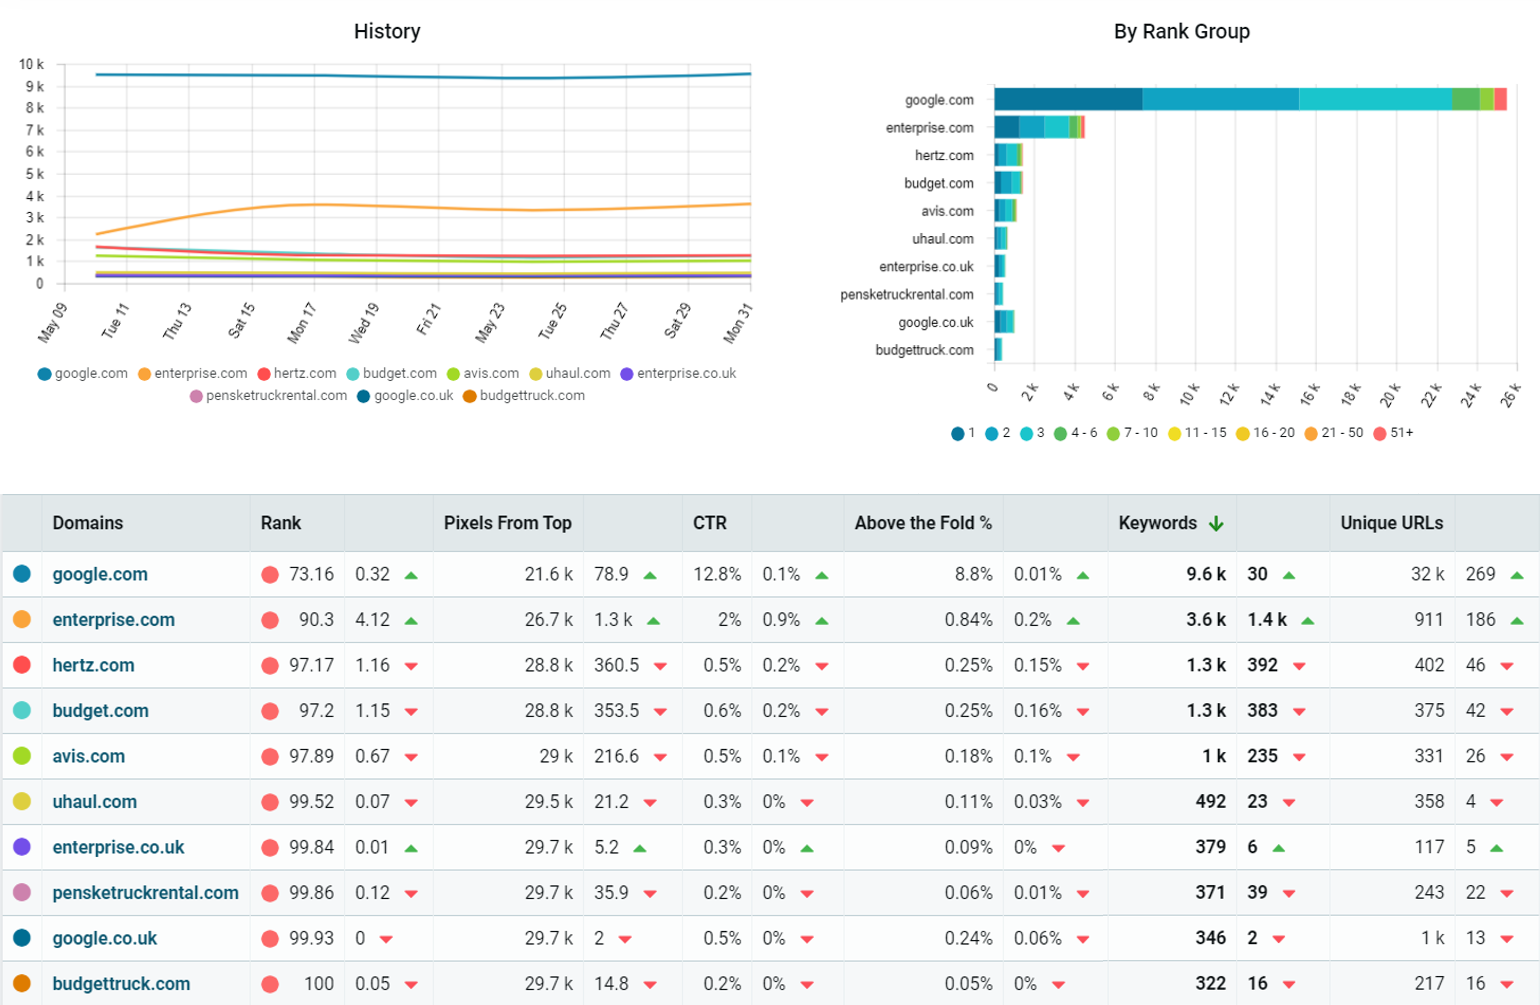 History
10 k
9 k
8 k
7 k
6 k
5 k
4 k
3 k
2 k
1 k
0
May 09 Tue 11 Thu 13 Sat 15 Mon 17 Wed 19 Fri 21 May 23 Tue 25 Thu 27 Sat 29 Mon 31
google.com enterprise.com hertz.com budget.com avis.com uhaul.com enterprise.co.uk
pensketruckrental.com google.co.uk budgettruck.com
By Rank Group
google.com
enterprise.com
hertz.com
budget.com
avis.com
uhaul.com
enterprise.co.uk
pensketruckrental.com
google.co.uk
budgettruck.com
0 2 k 4 k 6 k 8 k 10 k 12 k 14 k 16 k 18 k 20 k 22 k 24 k 26 k
1 2 3 4 - 6 7 - 10 11 - 15 16 - 20 21 - 50 51+
Domains Rank Pixels From Top CTR Above the Fold % Keywords Unique URLs
google.com 73.16 0.32 21.6 k 78.9 12.8% 0.1% 8.8% 0.01% 9.6 k 30 32 k 269
enterprise.com 90.3 4.12 26.7 k 1.3 k 2% 0.9% 0.84% 0.2% 3.6 k 1.4 k 911 186
hertz.com 97.17 1.16 28.8 k 360.5 0.5% 0.2% 0.25% 0.15% 1.3 k 392 402 46
budget.com 97.2 1.15 28.8 k 353.5 0.6% 0.2% 0.25% 0.16% 1.3 k 383 375 42
avis.com 97.89 0.67 29 k 216.6 0.5% 0.1% 0.18% 0.1% 1 k 235 331 26
uhaul.com 99.52 0.07 29.5 k 21.2 0.3% 0% 0.11% 0.03% 492 23 358 4
enterprise.co.uk 99.84 0.01 29.7 k 5.2 0.3% 0% 0.09% 0% 379 6 117 5
pensketruckrental.com 99.86 0.12 29.7 k 35.9 0.2% 0% 0.06% 0.01% 371 39 243 22
google.co.uk 99.93 0 29.7 k 2 0.5% 0% 0.24% 0.06% 346 2 1 k 13
budgettruck.com 100 0.05 29.7 k 14.8 0.2% 0% 0.05% 0% 322 16 217 16